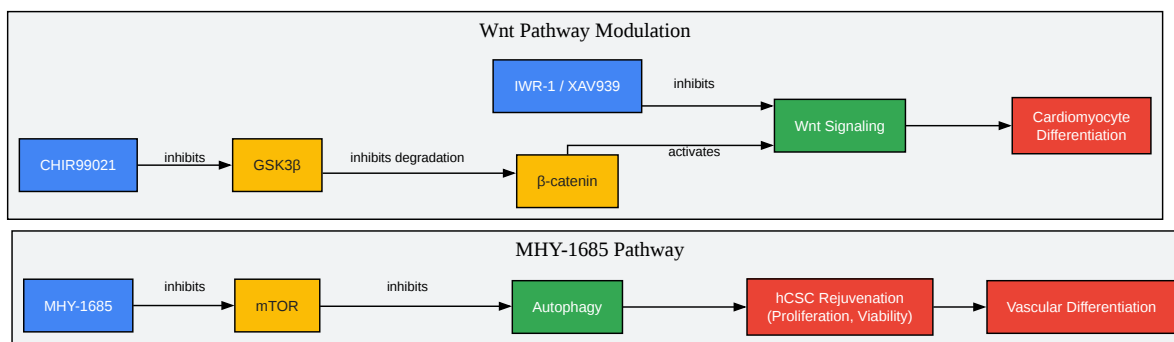 Wnt Pathway Modulation
IWR-1 / XAV939
inhibits
Wnt Signaling
Cardiomyocyte
Differentiation
CHIR99021
inhibits
GSK3β
inhibits degradation
β-catenin
activates
MHY-1685 Pathway
MHY-1685
inhibits
mTOR
inhibits
Autophagy
hCSC Rejuvenation
(Proliferation, Viability)
Vascular Differentiation